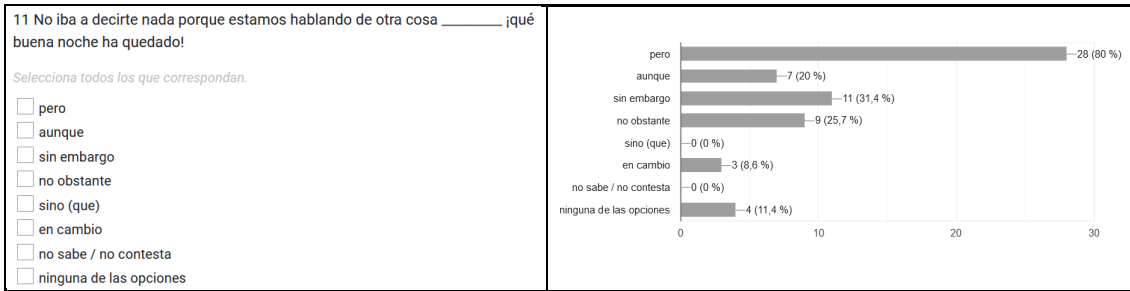 11 No iba a decirte nada porque estamos hablando de otra cosa _______ ¡qué
buena noche ha quedado!
Selecciona todos los que correspondan.
pero
aunque
sin embargo
no obstante
sino (que)
en cambio
no sabe / no contesta
ninguna de las opciones
pero 28 (80 %)
aunque 7 (20 %)
sin embargo 11 (31,4 %)
no obstante 9 (25,7 %)
sino (que) 0 (0 %)
en cambio 3 (8,6 %)
no sabe / no contesta 0 (0 %)
ninguna de las opciones 4 (11,4 %)
0 10 20 30